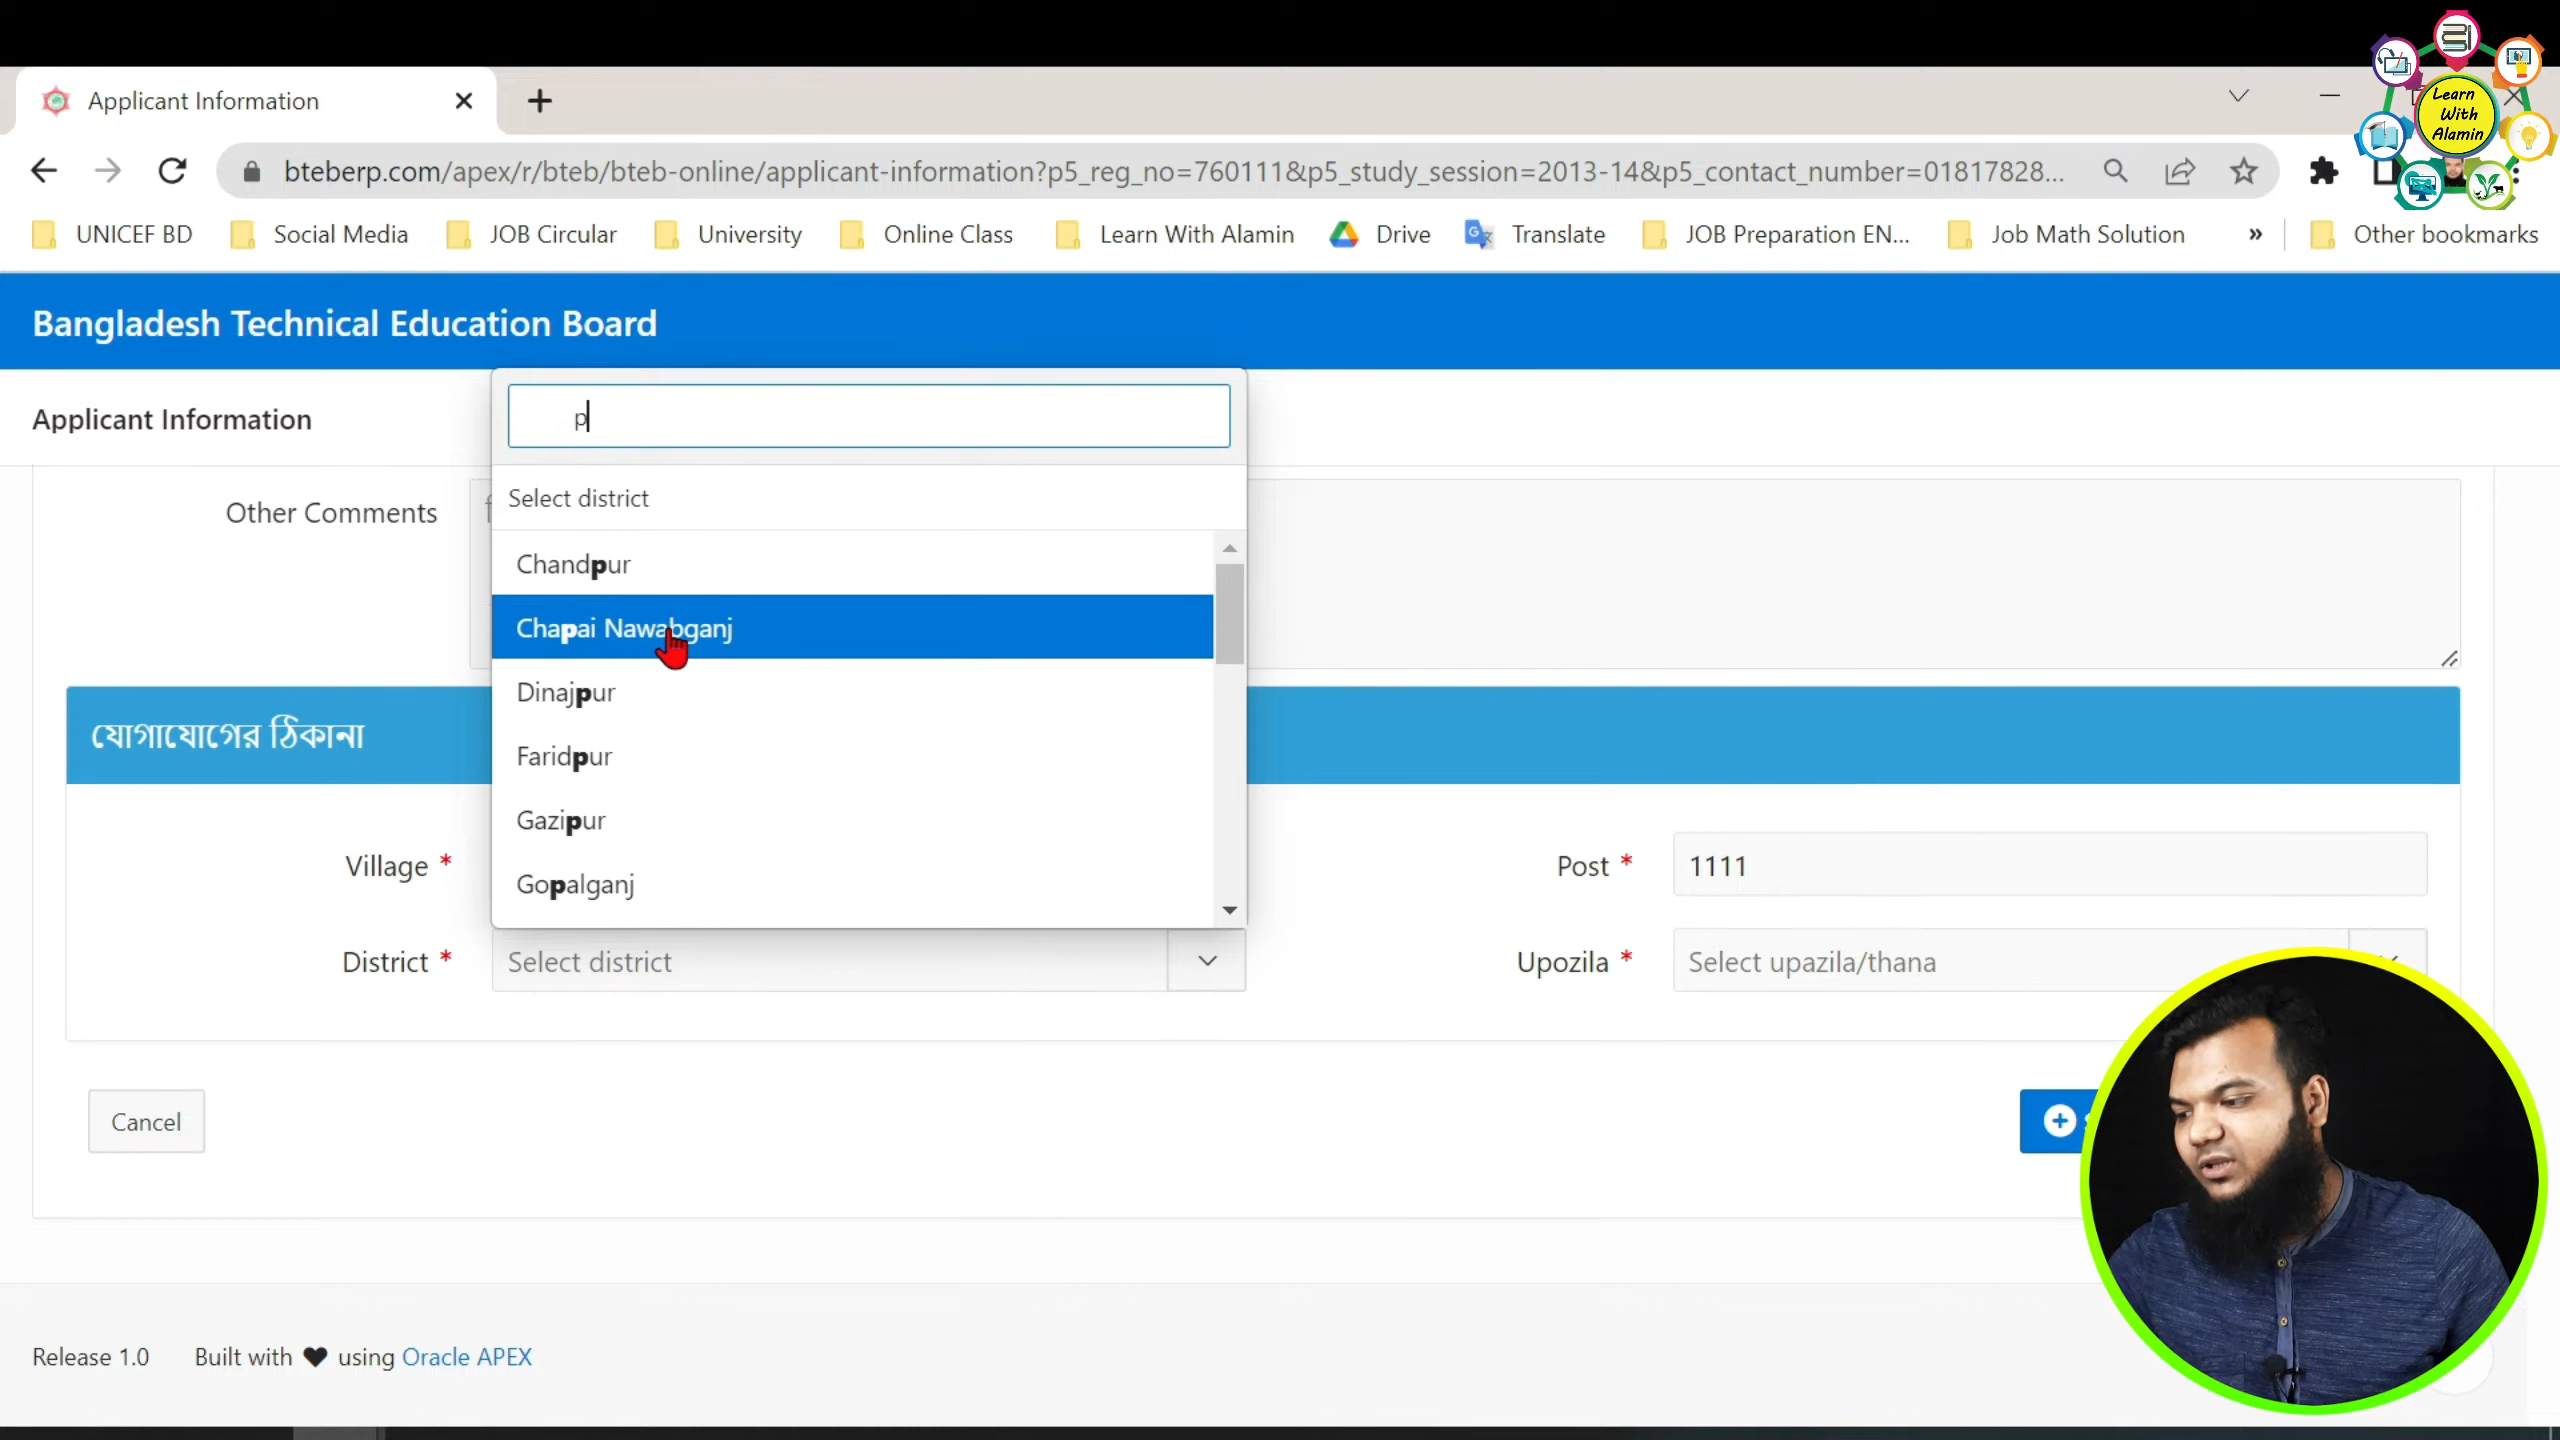 Applicant Information
bteberp.com/apex/r/bteb/bteb-online/applicant-information?p5_reg_no=760111&p5_study_session=2013-14&p5_contact_number=01817828...
UNICEF BD Social Media JOB Circular University Online Class Learn With Alamin Drive Translate JOB Preparation EN... Job Math Solution » Other bookmarks
Learn
With
Alamin
Bangladesh Technical Education Board
Applicant Information
p
Select district
Other Comments
Chandpur
Chapai Nawabganj
Dinajpur
যোগাযোগের ঠিকানা
Faridpur
Gazipur
Gopalganj
Village * Post * 1111
District * Select district Upozila * Select upazila/thana
Cancel
Release 1.0 Built with ♥ using Oracle APEX